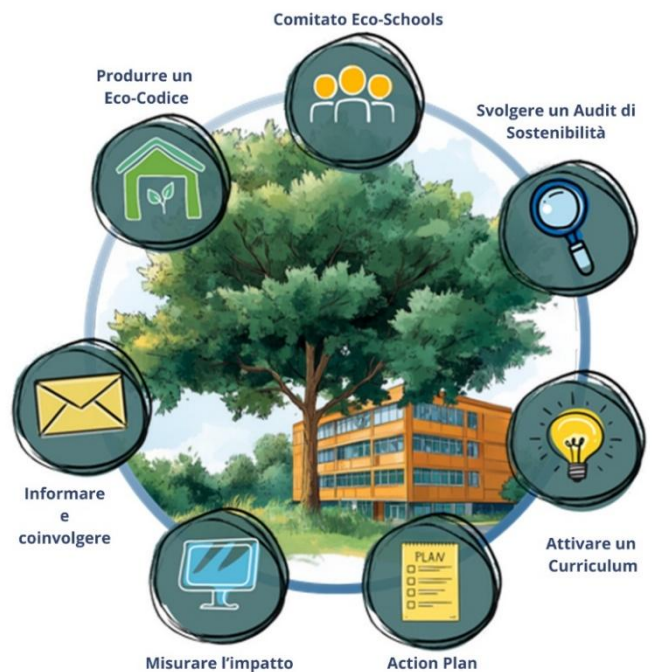 Comitato Eco-Schools
Produrre un
Eco-Codice
Svolgere un Audit di
Sostenibilità
Informare
e
coinvolgere
PLAN
Attivare un
Curriculum
Misurare l’impatto
Action Plan